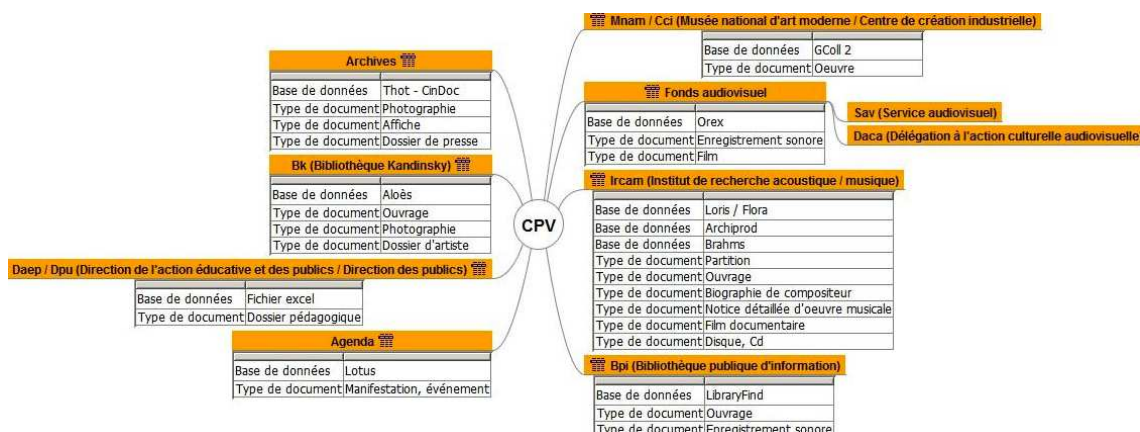 Archives
Base de données Thot - CinDoc
Type de document Photographie
Type de document Affiche
Type de document Dossier de presse
Bk (Bibliothèque Kandinsky)
Base de données Aloès
Type de document Ouvrage
Type de document Photographie
Type de document Dossier d'artiste
Daep / Dpu (Direction de l'action éducative et des publics / Direction des publics)
Base de données Fichier excel
Type de document Dossier pédagogique
Agenda
Base de données Lotus
Type de document Manifestation, événement
CPV
Mnam / Cci (Musée national d'art moderne / Centre de création industrielle)
Base de données GColl 2
Type de document Oeuvre
Fonds audiovisuel
Base de données Orex
Type de document Enregistrement sonore
Type de document Film
Sav (Service audiovisuel)
Daca (Délégation à l'action culturelle audiovisuelle
Ircam (Institut de recherche acoustique / musique)
Base de données Loris / Flora
Base de données Archiprod
Base de données Brahms
Type de document Partition
Type de document Ouvrage
Type de document Biographie de compositeur
Type de document Notice détaillée d'oeuvre musicale
Type de document Film documentaire
Type de document Disque, Cd
Bpi (Bibliothèque publique d'information)
Base de données LibraryFind
Type de document Ouvrage
Type de document Enregistrement sonore